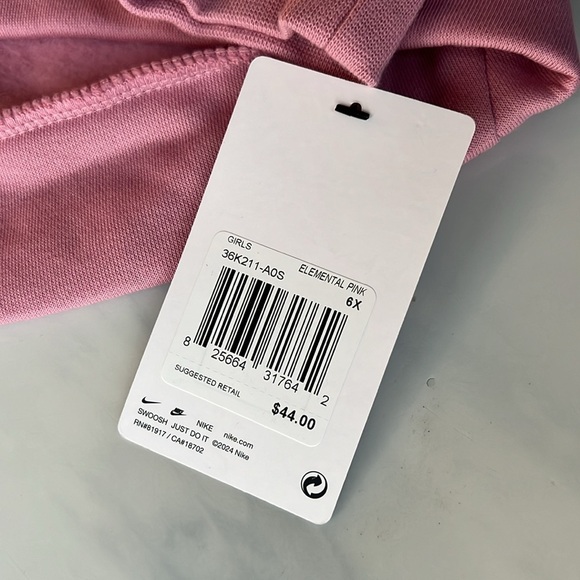 GIRLS
36K211-A0S ELEMENTAL PINK
6X
8 25664 31764 2
SUGGESTED RETAIL
$44.00
NIKE nike.com
SWOOSH JUST DO IT ©2024 Nike
RN#81917 / CA#18702